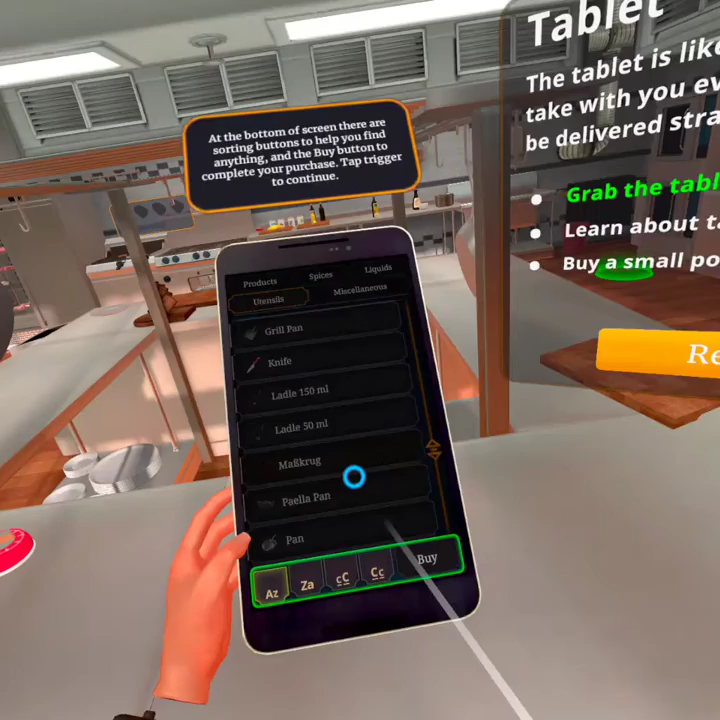 Tablet
The tablet is lik
take with you ev
be delivered stra
Grab the tabl
Learn about ta
Buy a small po
Re
At the bottom of screen there are
sorting buttons to help you find
anything, and the Buy button to
complete your purchase. Tap trigger
to continue.
Products Spices Liquids
Utensils Miscellaneous
Grill Pan
Knife
Ladle 150 ml
Ladle 50 ml
Maßkrug
Paella Pan
Pan
Az Za cC Cc Buy